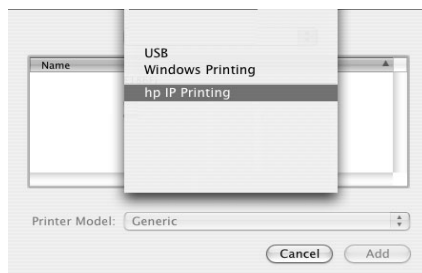 USB
Windows Printing
Name
hp IP Printing
Printer Model: Generic
Cancel Add